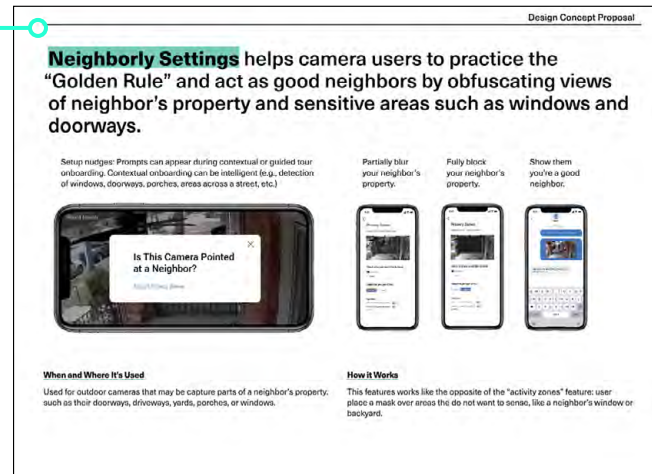 Design Concept Proposal
Neighborly Settings helps camera users to practice the
“Golden Rule” and act as good neighbors by obfuscating views
of neighbor’s property and sensitive areas such as windows and
doorways.
Setup nudges: Prompts can appear during contextual or guided tour
onboarding. Contextual onboarding can be intelligent (e.g., detection
of windows, doorways, porches, areas across a street, etc.)
Partially blur
your neighbor’s
property.
Fully block
your neighbor’s
property.
Show them
you’re a good
neighbor.
Is This Camera Pointed
at a Neighbor?
Privacy Zones
Privacy Zones
When and Where It’s Used
Used for outdoor cameras that may be capture parts of a neighbor’s property.
such as their doorways, driveways, yards, porches, or windows.
How it Works
This features works like the opposite of the “activity zones” feature: user
place a mask over areas the do not want to sense, like a neighbor’s window or
backyard.